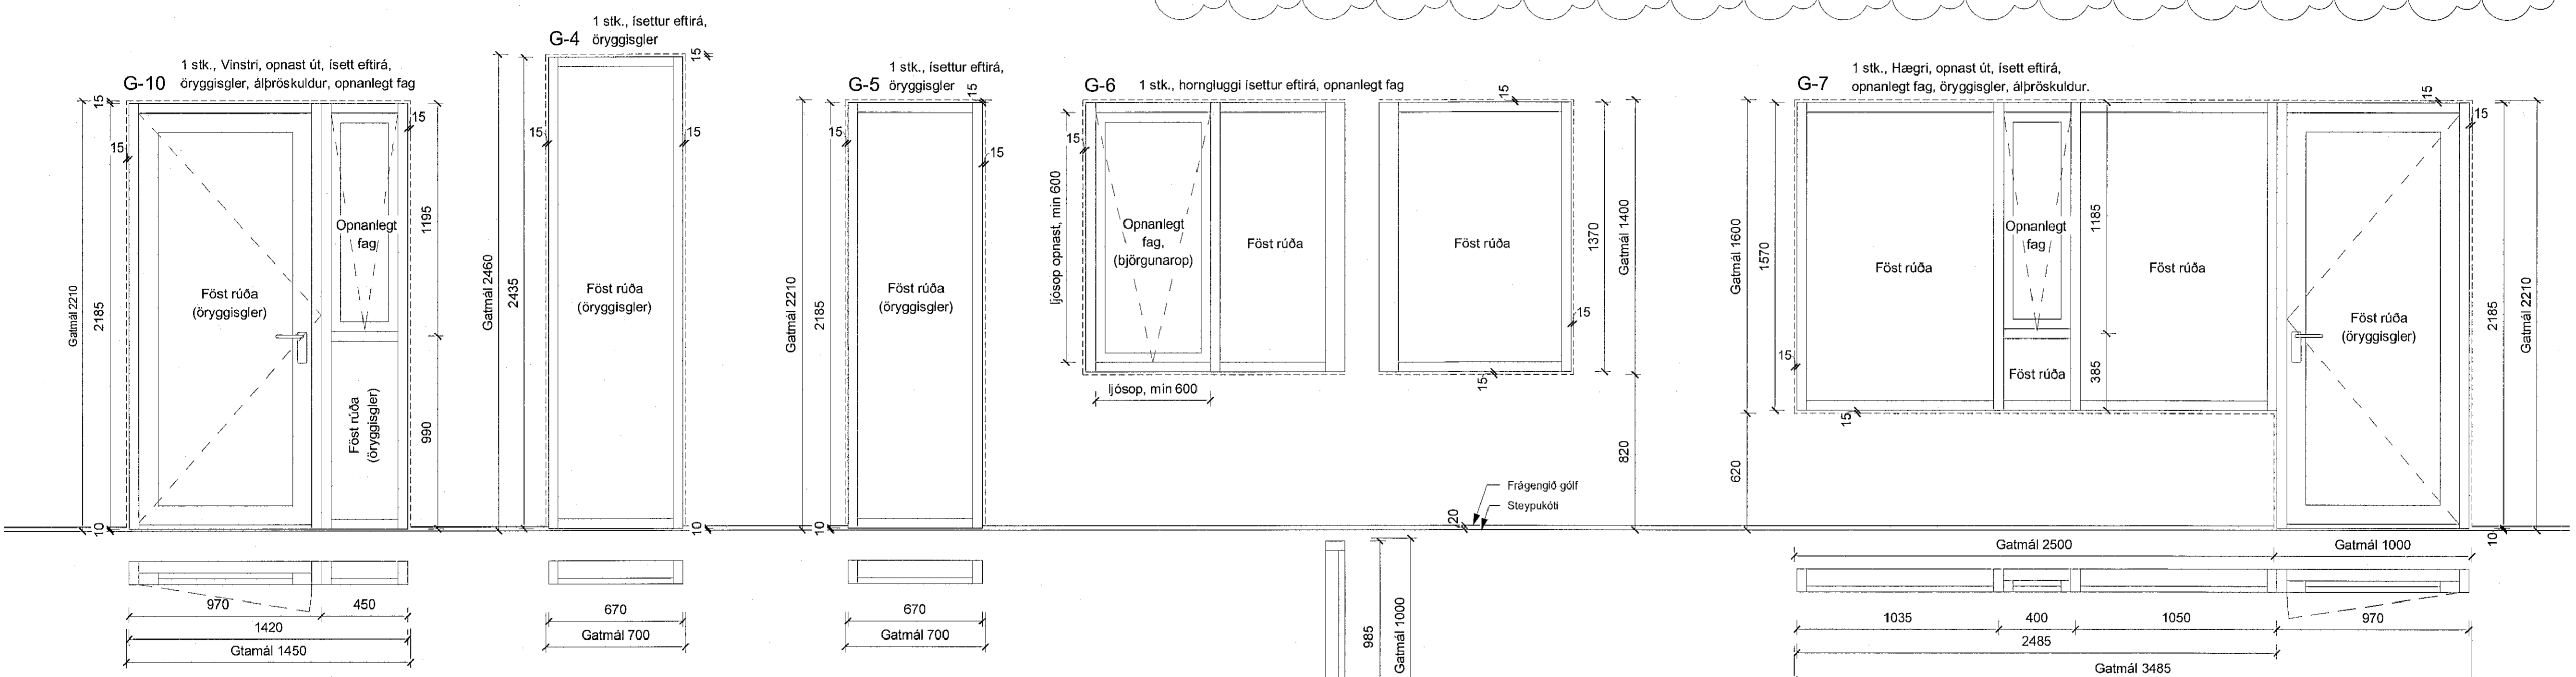 G-10
1 stk., Vinstri, opnast út, ísett eftirá,
öryggisgler, álþröskuldur, opnanlegt fag
15
15
15
Gatmál 2210
2185
10
Föst rúða
(öryggisgler)
Opnanlegt
fag
Föst rúða
(öryggisgler)
1195
990
970
450
1420
Gtamál 1450
G-4
1 stk., ísettur eftirá,
öryggisgler
15
15
15
Gatmál 2460
2435
Föst rúða
(öryggisgler)
10
670
Gatmál 700
G-5
1 stk., ísettur eftirá,
öryggisgler
15
15
15
Gatmál 2210
2185
Föst rúða
(öryggisgler)
10
670
Gatmál 700
G-6
1 stk., horngluggi ísettur eftirá, opnanlegt fag
15
15
ljósop opnast, min 600
Opnanlegt
fag,
(björgunarop)
Föst rúða
Föst rúða
1370
Gatmál 1400
15
15
ljósop, min 600
820
Frágengið gólf
Steypukóti
20
985
Gatmál 1000
G-7
1 stk., Hægri, opnast út, ísett eftirá,
opnanlegt fag, öryggisgler, álþröskuldur.
15
15
Gatmál 1600
1570
Föst rúða
Opnanlegt
fag
Föst rúða
1185
Föst rúða
385
15
15
620
Föst rúða
(öryggisgler)
2185
Gatmál 2210
10
Gatmál 2500
Gatmál 1000
1035
400
1050
970
2485
Gatmál 3485